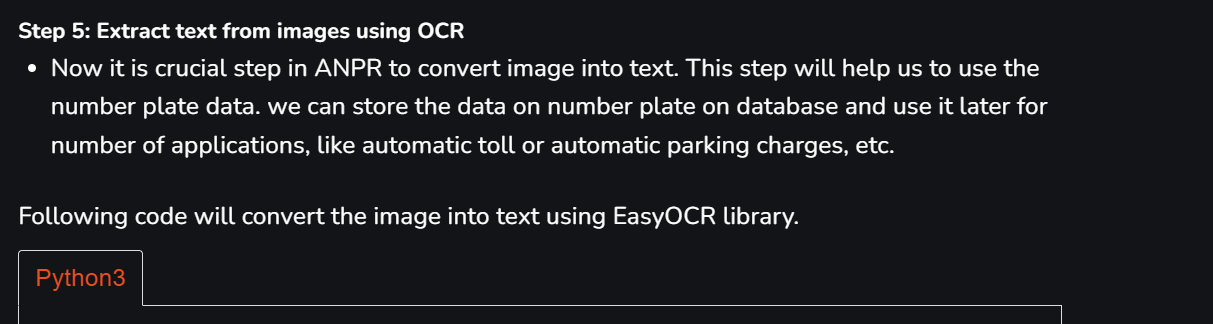 Step 5: Extract text from images using OCR
• Now it is crucial step in ANPR to convert image into text. This step will help us to use the
number plate data. we can store the data on number plate on database and use it later for
number of applications, like automatic toll or automatic parking charges, etc.
Following code will convert the image into text using EasyOCR library.
Python3